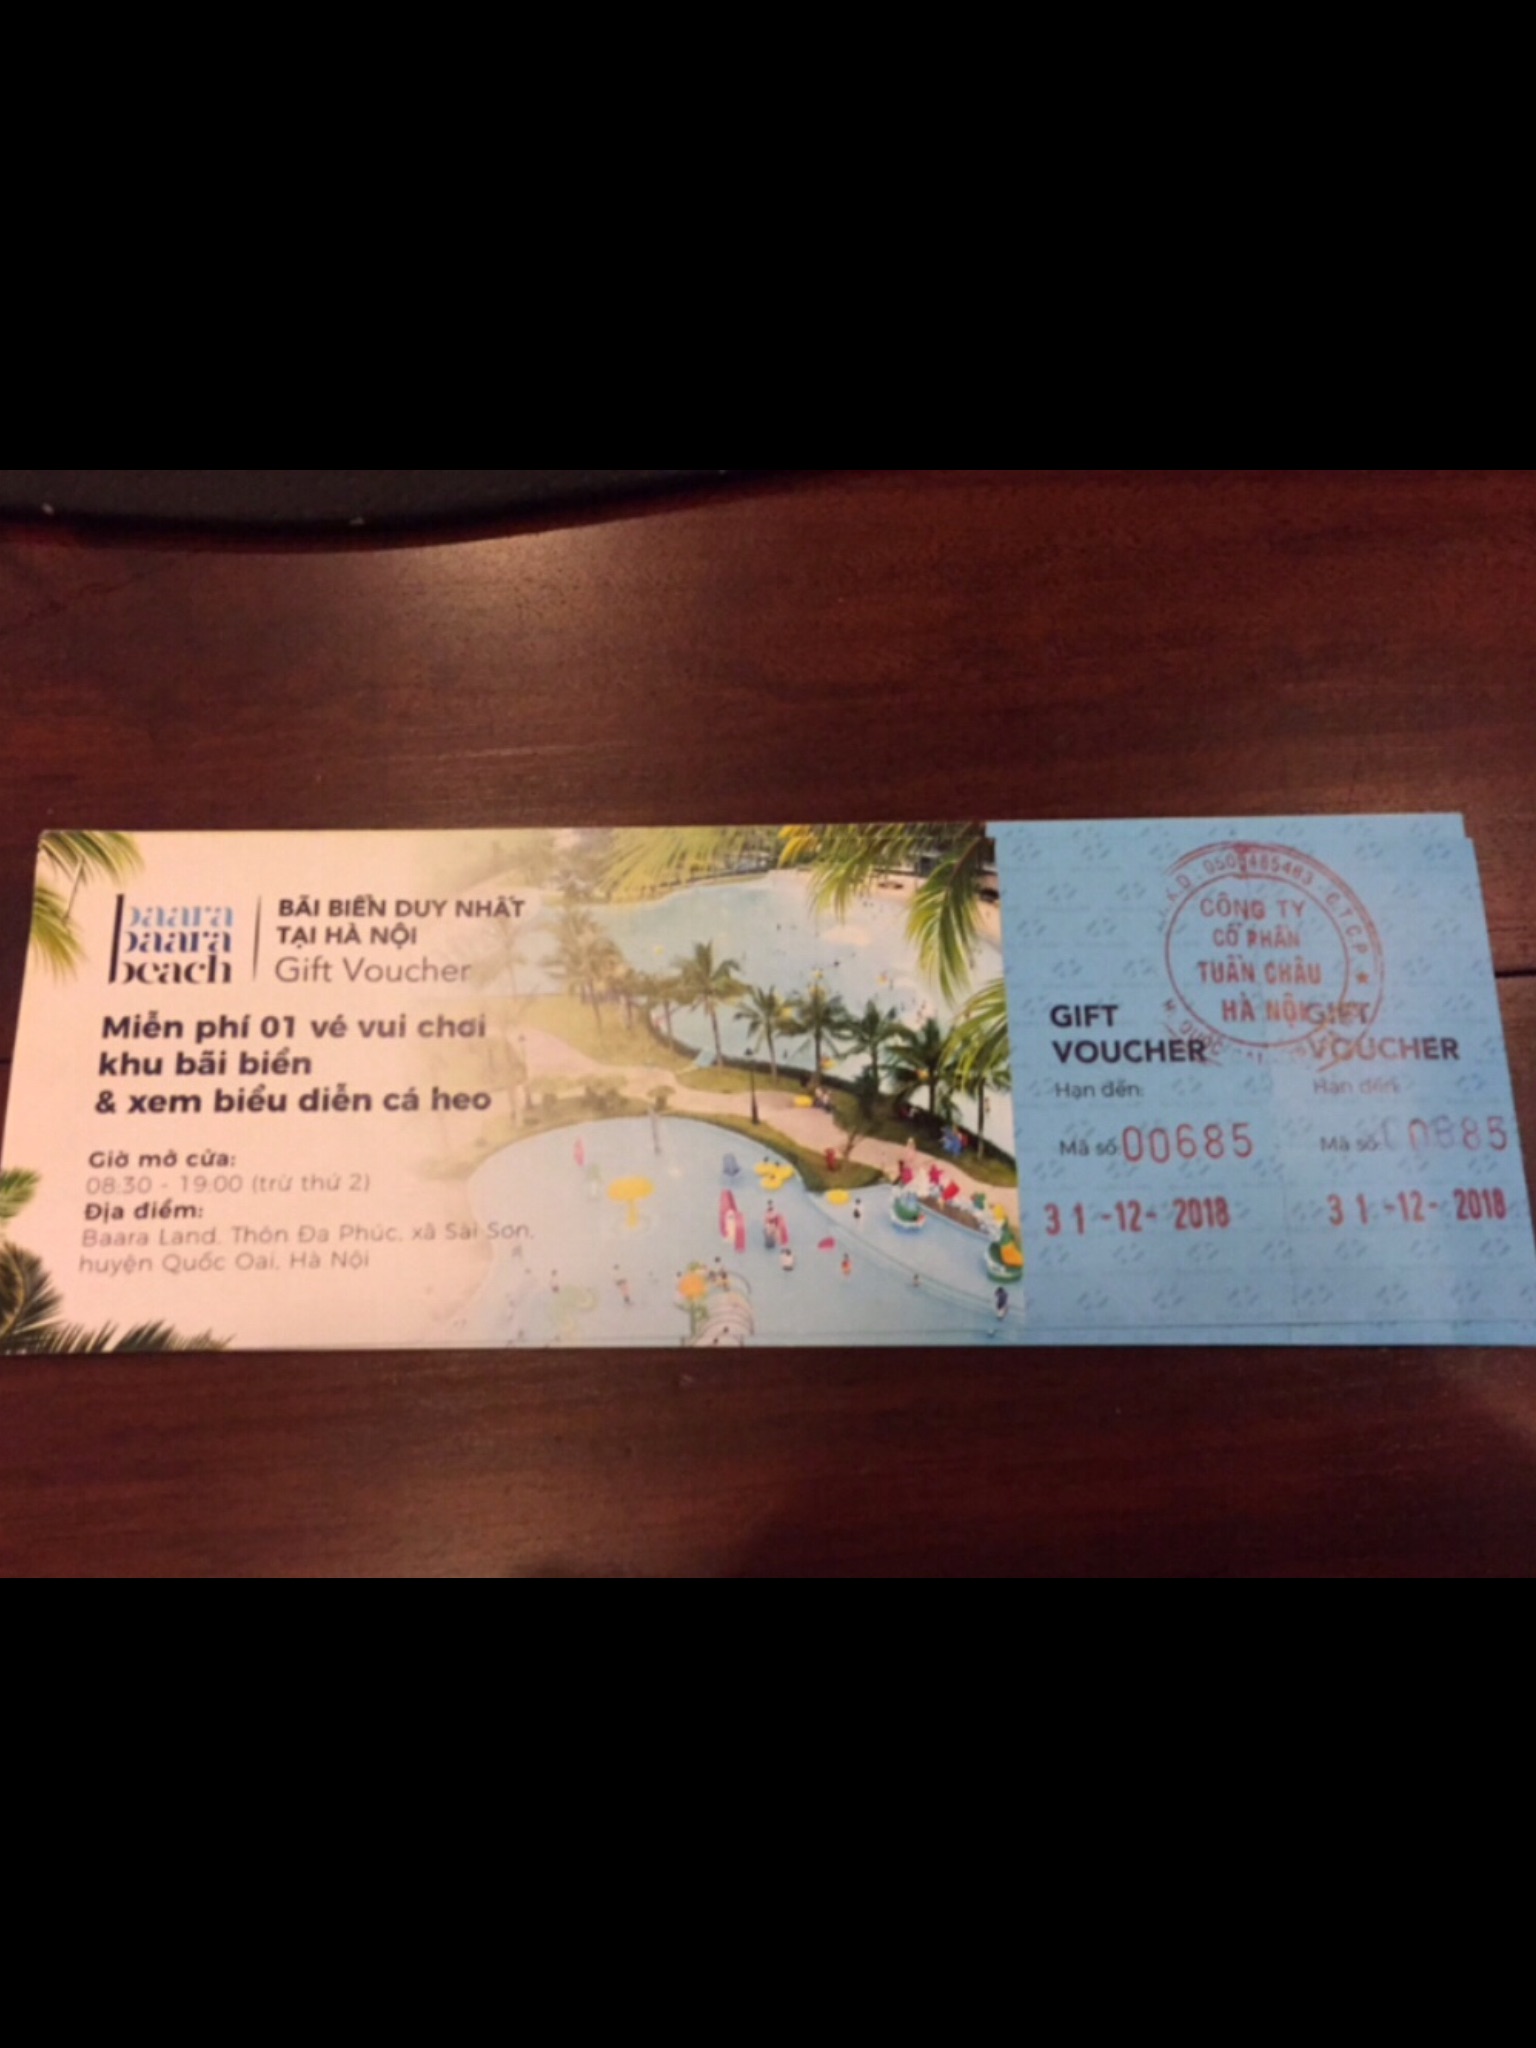 baara
baara
beach
BÃI BIỂN DUY NHẤT
TẠI HÀ NỘI
Gift Voucher
Miễn phí 01 vé vui chơi
khu bãi biển
& xem biểu diễn cá heo
Giờ mở cửa:
08:30 - 19:00 (trừ thứ 2)
Địa điểm:
Baara Land, Thôn Đa Phúc, xã Sài Sơn,
huyện Quốc Oai, Hà Nội
CÔNG TY
CỔ PHẦN
TUẦN CHÂU
HÀ NỘI
GIFT
VOUCHER
Hạn đến:
Mã số: 00685
31-12-2018
GIFT
VOUCHER
Hạn đến:
Mã số:
31-12-2018